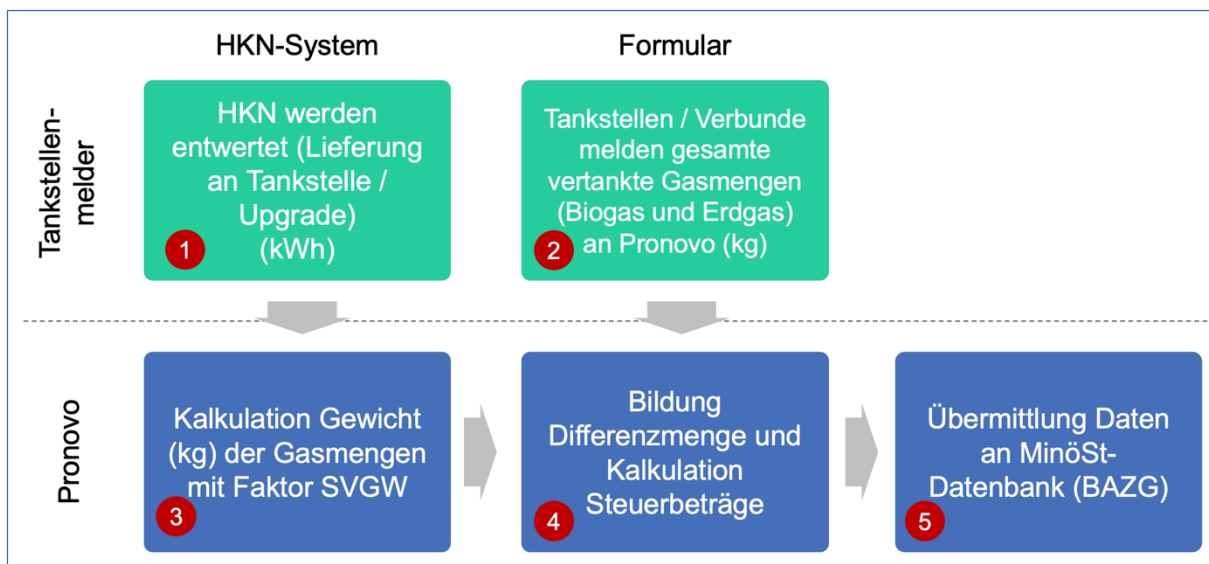 HKN-System
Formular
Tankstellen-
melder
HKN werden
entwertet (Lieferung
an Tankstelle /
Upgrade)
(kWh)
1
Tankstellen / Verbunde
melden gesamte
vertankte Gasmengen
(Biogas und Erdgas)
an Pronovo (kg)
2
Pronovo
Kalkulation Gewicht
(kg) der Gasmengen
mit Faktor SVGW
3
Bildung
Differenzmenge und
Kalkulation
Steuerbeträge
4
Übermittlung Daten
an MinöSt-
Datenbank (BAZG)
5